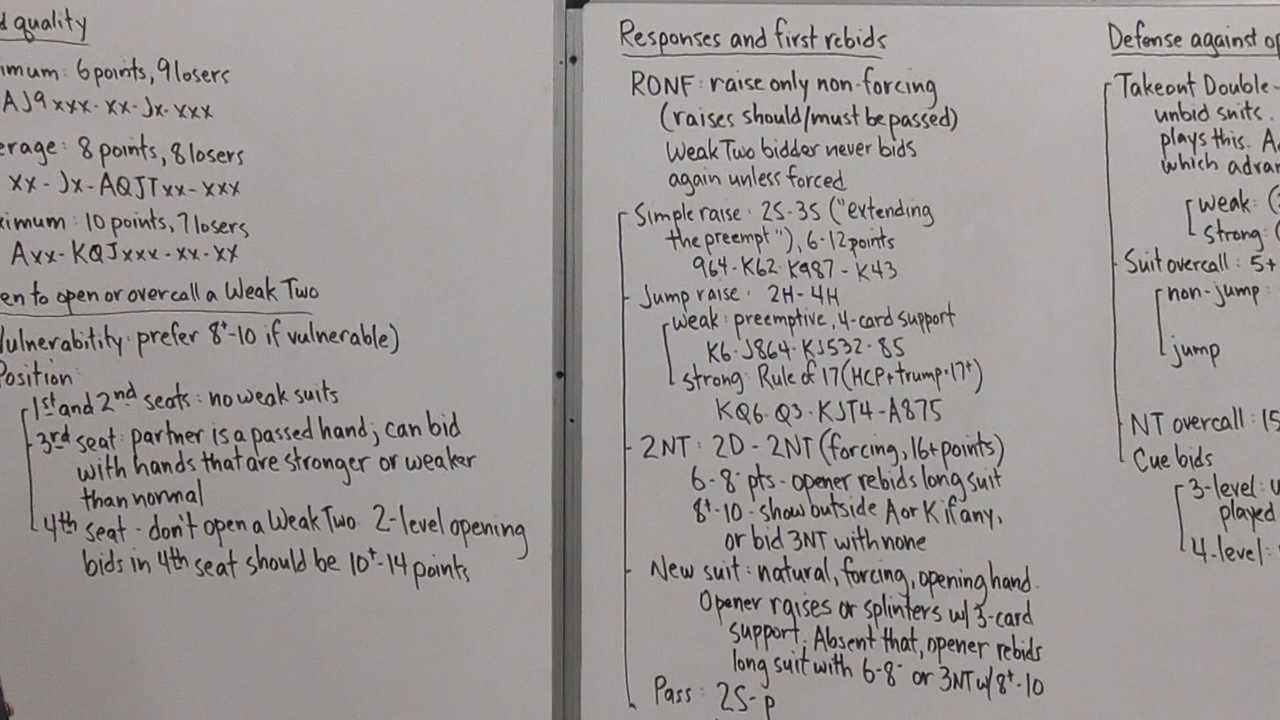 d quality
imum: 6 points, 9 losers
AJ9xxx-xx-Jx-xxx
erage: 8 points, 8 losers
xx-Jx-AQJTxx-xxx
ximum: 10 points, 7 losers
Axx-KQJxxx-xx-xx
en to open or overcall a Weak Two
Vulnerability: prefer 8⁺-10 if vulnerable)
Position:
1st and 2nd seats: no weak suits
3rd seat: partner is a passed hand; can bid
with hands that are stronger or weaker
than normal
4th seat - don't open a Weak Two. 2-level opening
bids in 4th seat should be 10⁺-14 points
Responses and first rebids
RONF: raise only non-forcing
(raises should/must be passed)
Weak Two bidder never bids
again unless forced
Simple raise: 2S-3S ("extending
the preempt"), 6-12 points
964-K62-K987-K43
Jump raise: 2H-4H
weak: preemptive, 4-card support
K6-J864-KJ532-85
strong: Rule of 17 (HCP+trump=17⁺)
KQ6-Q3-KJT4-A875
2NT: 2D-2NT (forcing, 16+points)
6-8⁻pts - opener rebids long suit
8⁺-10 - show outside A or K if any,
or bid 3NT with none
New suit: natural, forcing, opening hand.
Opener raises or splinters w/ 3-card
support. Absent that, opener rebids
long suit with 6-8⁻ or 3NT w/ 8⁺-10
Pass: 2S-P
Defense against op
Takeout Double-
unbid suits.
plays this. A
which advar
weak: (
strong: (
Suit overcall: 5+
non-jump:
jump
NT overcall: 15
Cue bids
3-level: u
played
4-level: